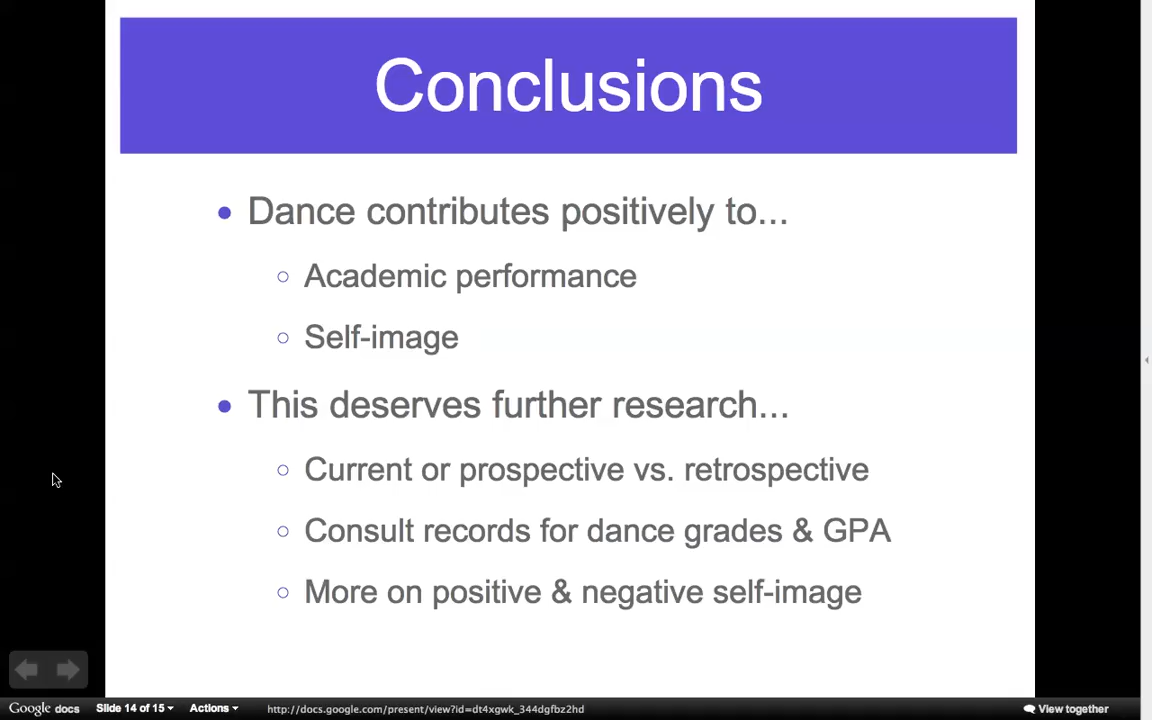 Conclusions
Dance contributes positively to...
Academic performance
Self-image
This deserves further research...
Current or prospective vs. retrospective
Consult records for dance grades & GPA
More on positive & negative self-image
Google docs Slide 14 of 15 Actions http://docs.google.com/present/view?id=dt4xgwk_344dgfbz2hd View together